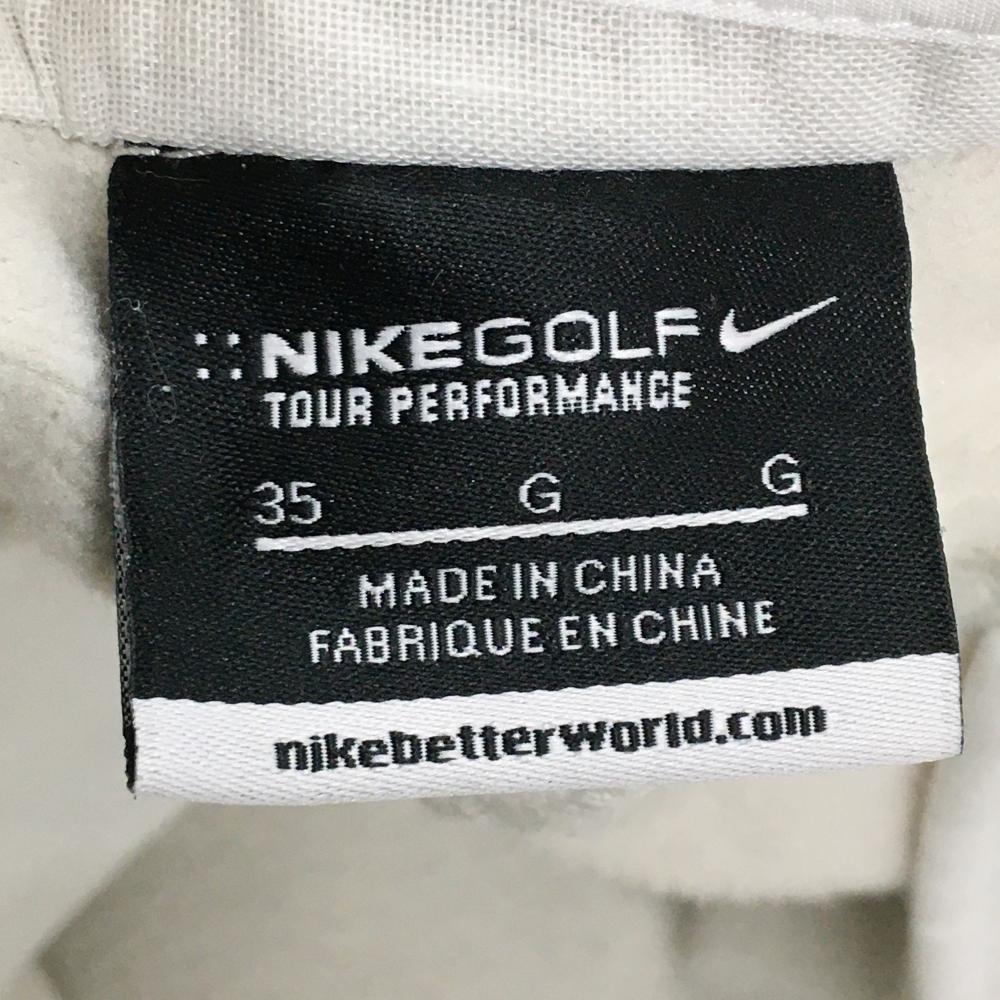 NIKEGOLF
TOUR PERFORMANCE
35 G G
MADE IN CHINA
FABRIQUE EN CHINE
nikebetterworld.com